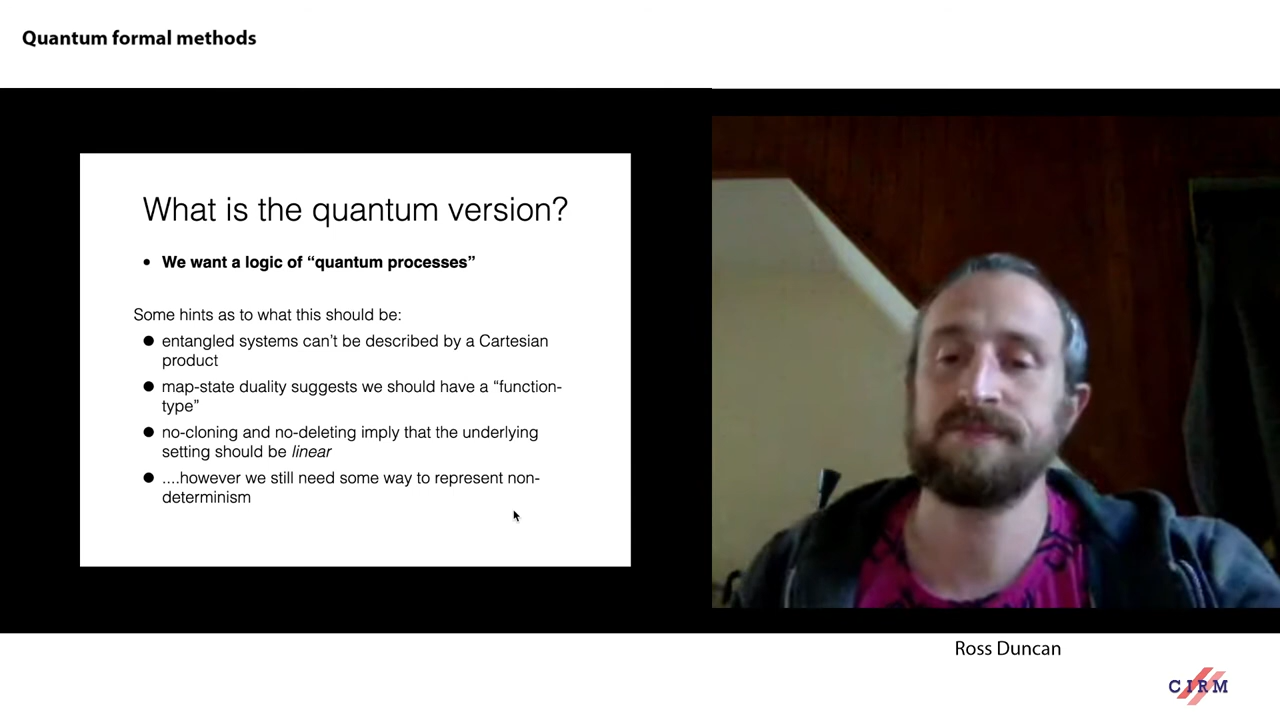 Quantum formal methods
What is the quantum version?
• We want a logic of “quantum processes”
Some hints as to what this should be:
● entangled systems can’t be described by a Cartesian
product
● map-state duality suggests we should have a “function-
type”
● no-cloning and no-deleting imply that the underlying
setting should be linear
● ....however we still need some way to represent non-
determinism
Ross Duncan
CIRM